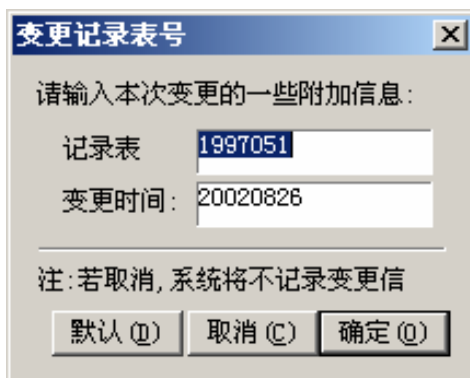 变更记录表号
请输入本次变更的一些附加信息:
记录表 1997051
变更时间: 20020826
注:若取消,系统将不记录变更信
默认(D) 取消(C) 确定(O)